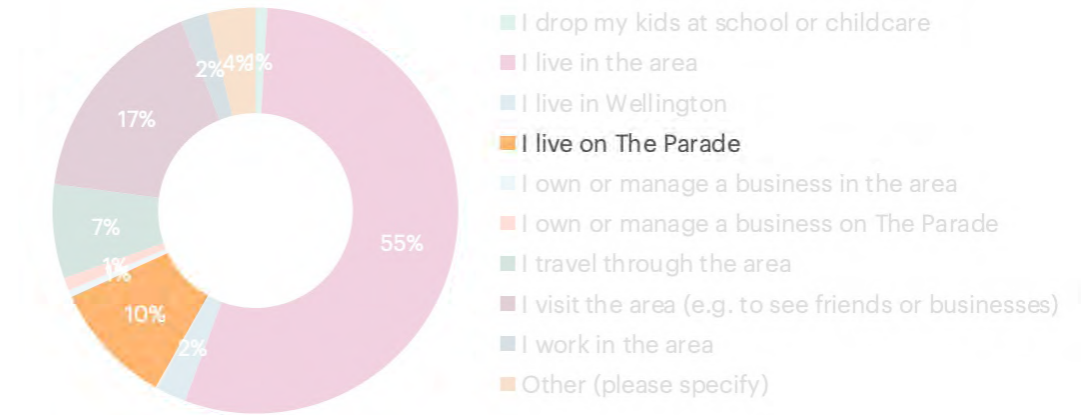 I drop my kids at school or childcare
I live in the area
I live in Wellington
I live on The Parade
I own or manage a business in the area
I own or manage a business on The Parade
I travel through the area
I visit the area (e.g. to see friends or businesses)
I work in the area
Other (please specify)
1%
55%
2%
10%
1%
1%
7%
17%
2%
4%